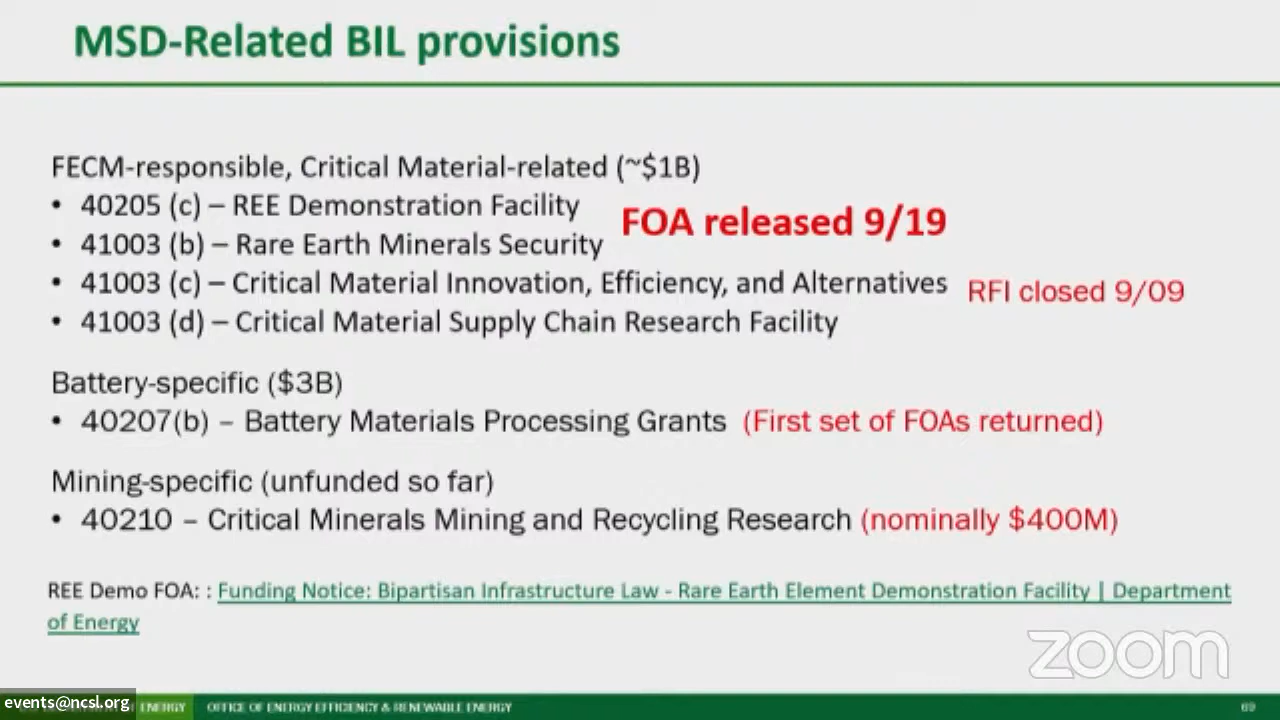 MSD-Related BIL provisions
FECM-responsible, Critical Material-related (~$1B)
• 40205 (c) – REE Demonstration Facility
FOA released 9/19
• 41003 (b) – Rare Earth Minerals Security
• 41003 (c) – Critical Material Innovation, Efficiency, and Alternatives
RFI closed 9/09
• 41003 (d) – Critical Material Supply Chain Research Facility
Battery-specific ($3B)
• 40207(b) – Battery Materials Processing Grants (First set of FOAs returned)
Mining-specific (unfunded so far)
• 40210 – Critical Minerals Mining and Recycling Research (nominally $400M)
REE Demo FOA: : Funding Notice: Bipartisan Infrastructure Law - Rare Earth Element Demonstration Facility | Department
of Energy
zoom
events@ncsl.org
ENERGY OFFICE OF ENERGY EFFICIENCY & RENEWABLE ENERGY
69